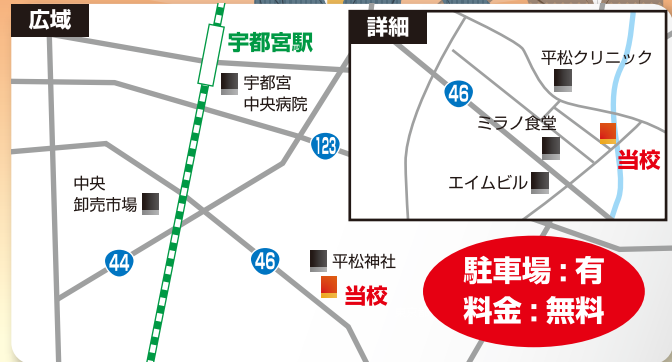 広域
宇都宮駅
宇都宮
中央病院
123
中央
卸売市場
44
46
平松神社
当校
詳細
平松クリニック
46
ミラノ食堂
当校
エイムビル
駐車場:有
料金:無料